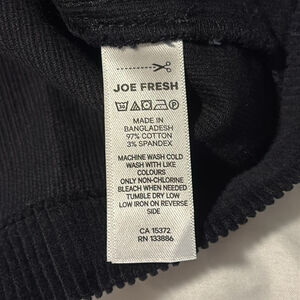 JOE FRESH
MADE IN
BANGLADESH
97% COTTON
3% SPANDEX
MACHINE WASH COLD
WASH WITH LIKE
COLOURS
ONLY NON-CHLORINE
BLEACH WHEN NEEDED
TUMBLE DRY LOW
LOW IRON ON REVERSE
SIDE
CA 15372
RN 133886